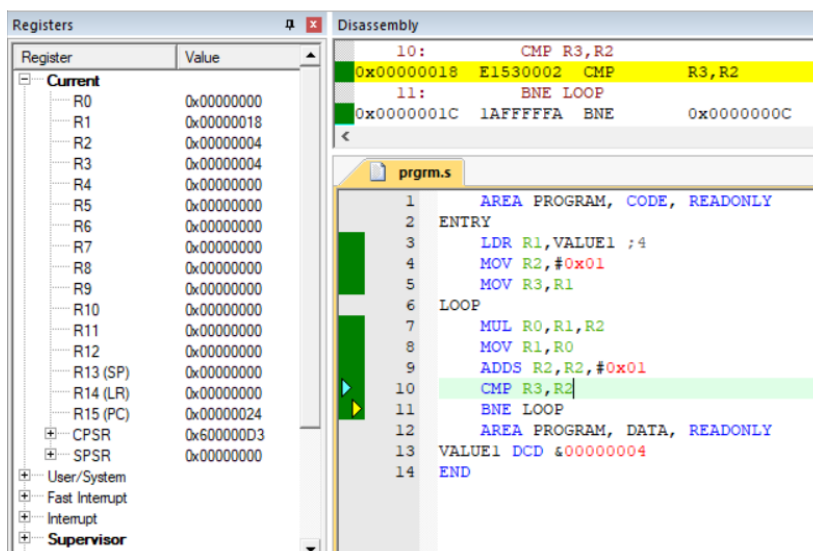 Registers
Register Value
Current
R0 0x00000000
R1 0x00000018
R2 0x00000004
R3 0x00000004
R4 0x00000000
R5 0x00000000
R6 0x00000000
R7 0x00000000
R8 0x00000000
R9 0x00000000
R10 0x00000000
R11 0x00000000
R12 0x00000000
R13 (SP) 0x00000000
R14 (LR) 0x00000000
R15 (PC) 0x00000024
CPSR 0x600000D3
SPSR 0x00000000
User/System
Fast Interrupt
Interrupt
Supervisor
Disassembly
10: CMP R3,R2
0x00000018 E1530002 CMP R3,R2
11: BNE LOOP
0x0000001C 1AFFFFFA BNE 0x0000000C
prgrm.s
1 AREA PROGRAM, CODE, READONLY
2 ENTRY
3 LDR R1,VALUE1 ;4
4 MOV R2,#0x01
5 MOV R3,R1
6 LOOP
7 MUL R0,R1,R2
8 MOV R1,R0
9 ADDS R2,R2,#0x01
10 CMP R3,R2
11 BNE LOOP
12 AREA PROGRAM, DATA, READONLY
13 VALUE1 DCD &00000004
14 END